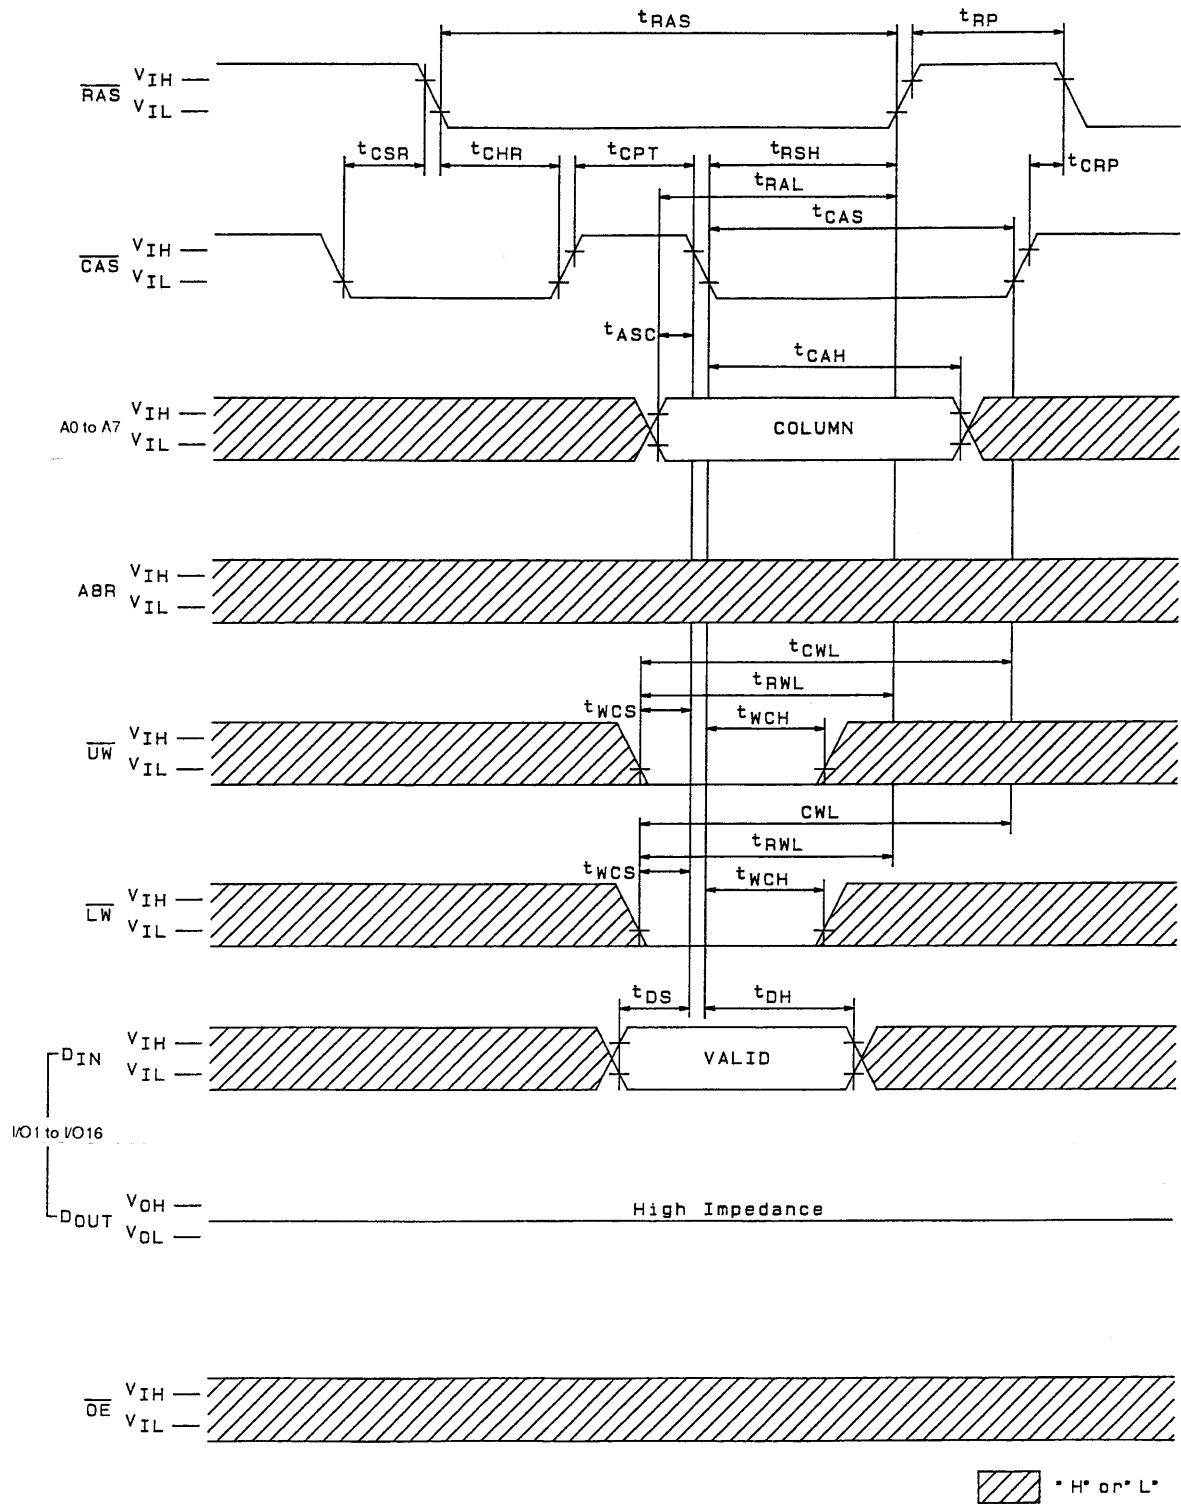 tRAS tRP
RAS VIH
VIL
tCSR tCHR tCPT tRSH tCRP
tRAL
tCAS
CAS VIH
VIL
tASC
tCAH
A0 to A7 VIH
VIL
COLUMN
A8R VIH
VIL
tCWL
tRWL
tWCS tWCH
UW VIH
VIL
CWL
tRWL
tWCS tWCH
LW VIH
VIL
tDS tDH
DIN VIH
VIL
VALID
I/O1 to I/O16
DOUT VOH
VOL
High Impedance
OE VIH
VIL
"H" or "L"